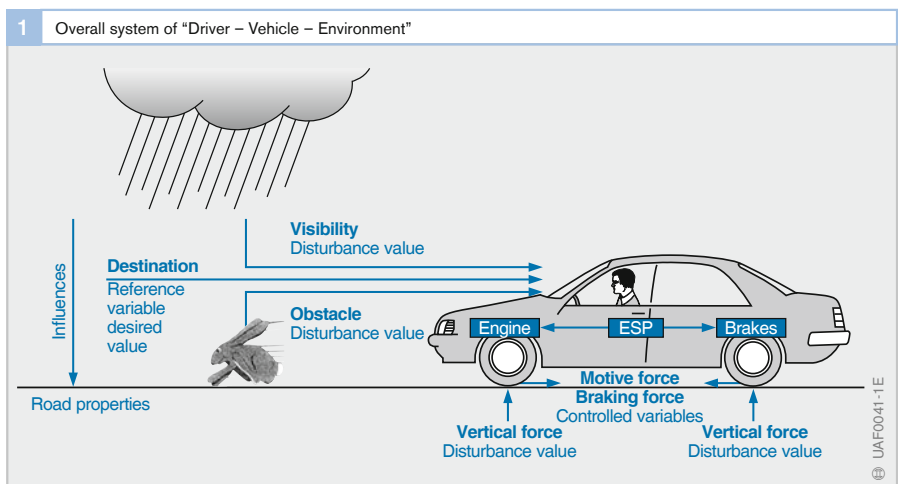 1 Overall system of “Driver – Vehicle – Environment”
Visibility
Disturbance value
Influences
Destination
Reference
variable
desired
value
Obstacle
Disturbance value
Engine
ESP
Brakes
Road properties
Motive force
Braking force
Controlled variables
Vertical force
Disturbance value
Vertical force
Disturbance value
UAF0041-1E